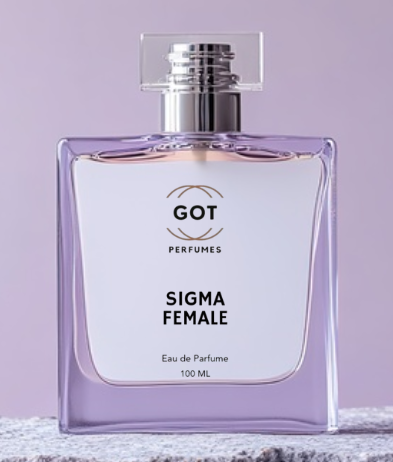 GOT
PERFUMES
SIGMA
FEMALE
Eau de Parfume
100 ML